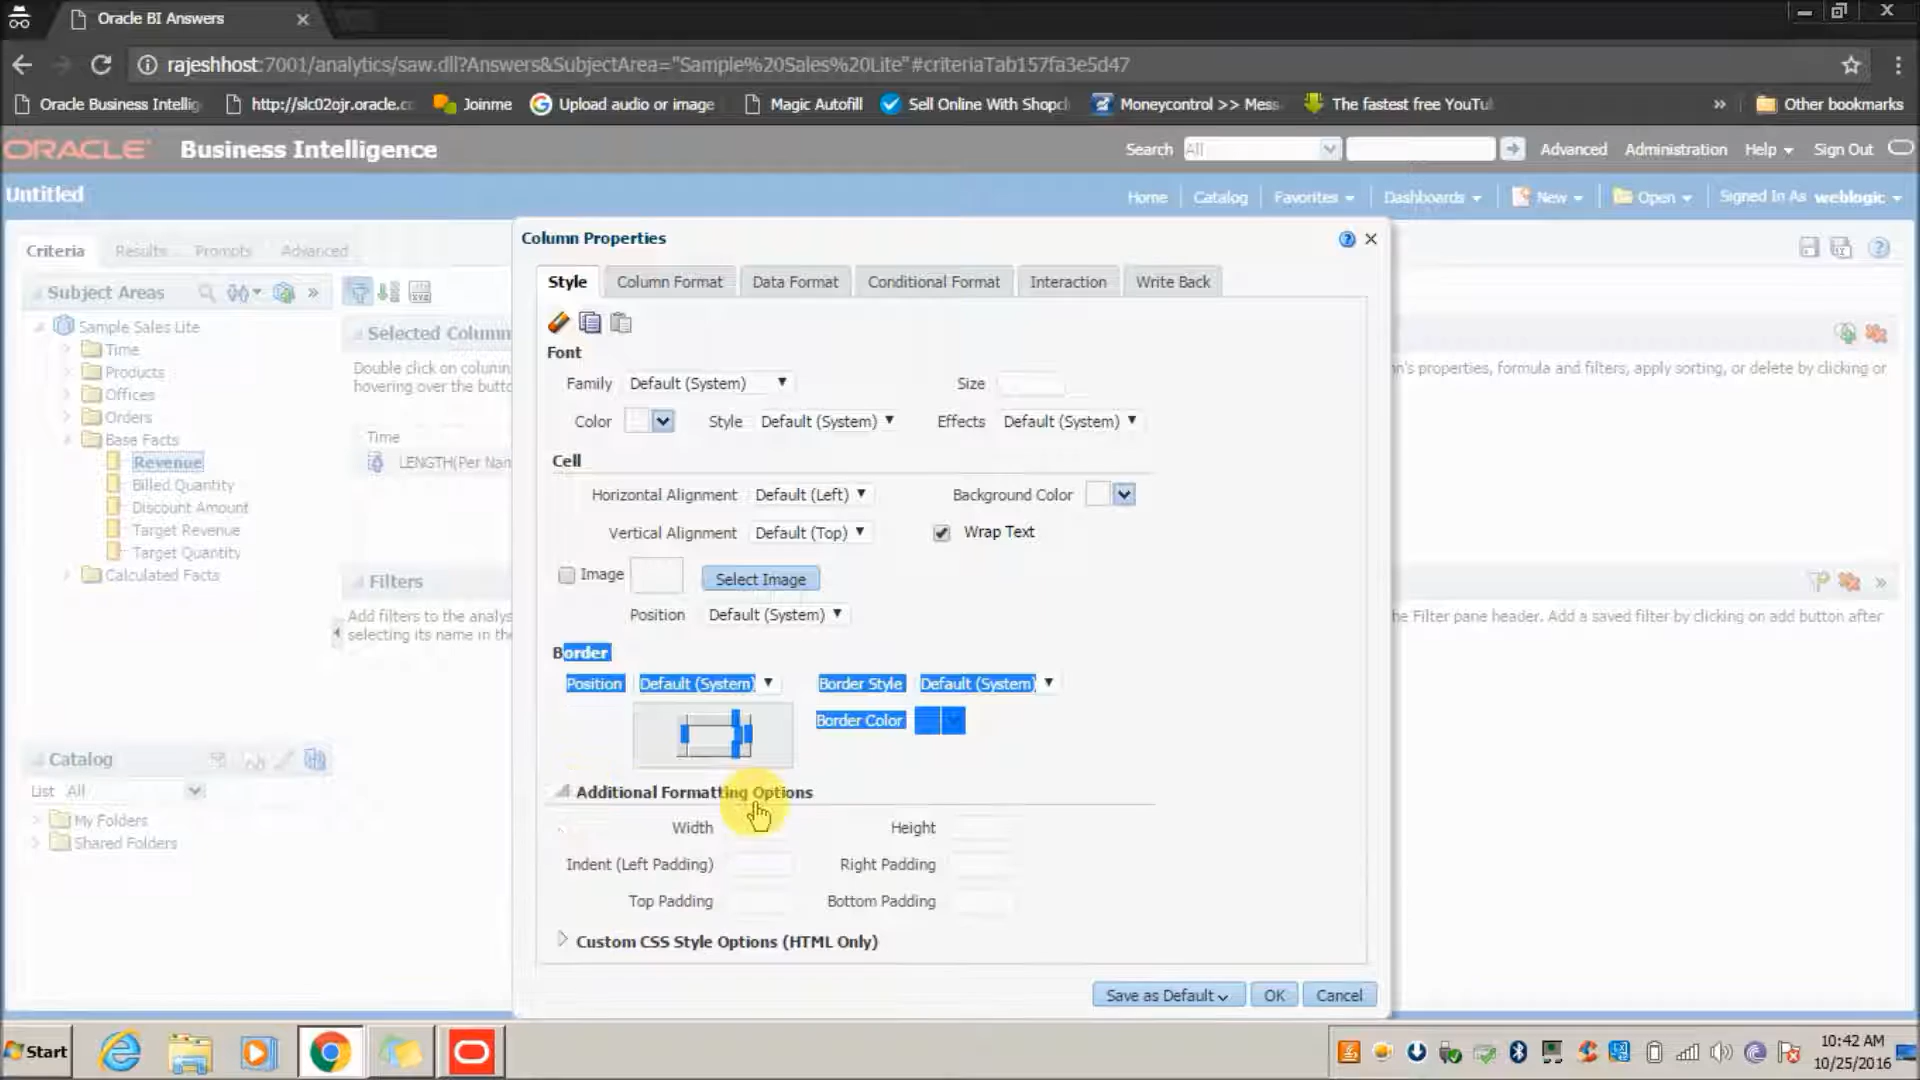 Oracle BI Answers
rajeshhost:7001/analytics/saw.dll?Answers&SubjectArea="Sample%20Sales%20Lite"#criteriaTab157fa3e5d47
Oracle Business Intellig http://slc02ojr.oracle.c Joinme Upload audio or image Magic Autofill Sell Online With Shopcl Moneycontrol >> Mess The fastest free YouTu » Other bookmarks
ORACLE Business Intelligence Search All Advanced Administration Help Sign Out
Untitled Home Catalog Favorites Dashboards New Open Signed In As weblogic
Column Properties
Criteria Results Prompts Advanced
Style Column Format Data Format Conditional Format Interaction Write Back
Subject Areas »
Sample Sales Lite
Time
Products
Offices
Orders
Base Facts
Revenue
Billed Quantity
Discount Amount
Target Revenue
Target Quantity
Calculated Facts
Selected Column
Double click on column
hovering over the butto
n's properties, formula and filters, apply sorting, or delete by clicking or
Time
LENGTH(Per Nan
Filters
Add filters to the analys
selecting its name in the
he Filter pane header. Add a saved filter by clicking on add button after
Font
Family Default (System) Size
Color Style Default (System) Effects Default (System)
Cell
Horizontal Alignment Default (Left) Background Color
Vertical Alignment Default (Top) Wrap Text
Image Select Image
Position Default (System)
Border
Position Default (System) Border Style Default (System)
Border Color
Additional Formatting Options
Width Height
Indent (Left Padding) Right Padding
Top Padding Bottom Padding
Custom CSS Style Options (HTML Only)
Save as Default OK Cancel
Catalog
List All
My Folders
Shared Folders
Start
10:42 AM
10/25/2016